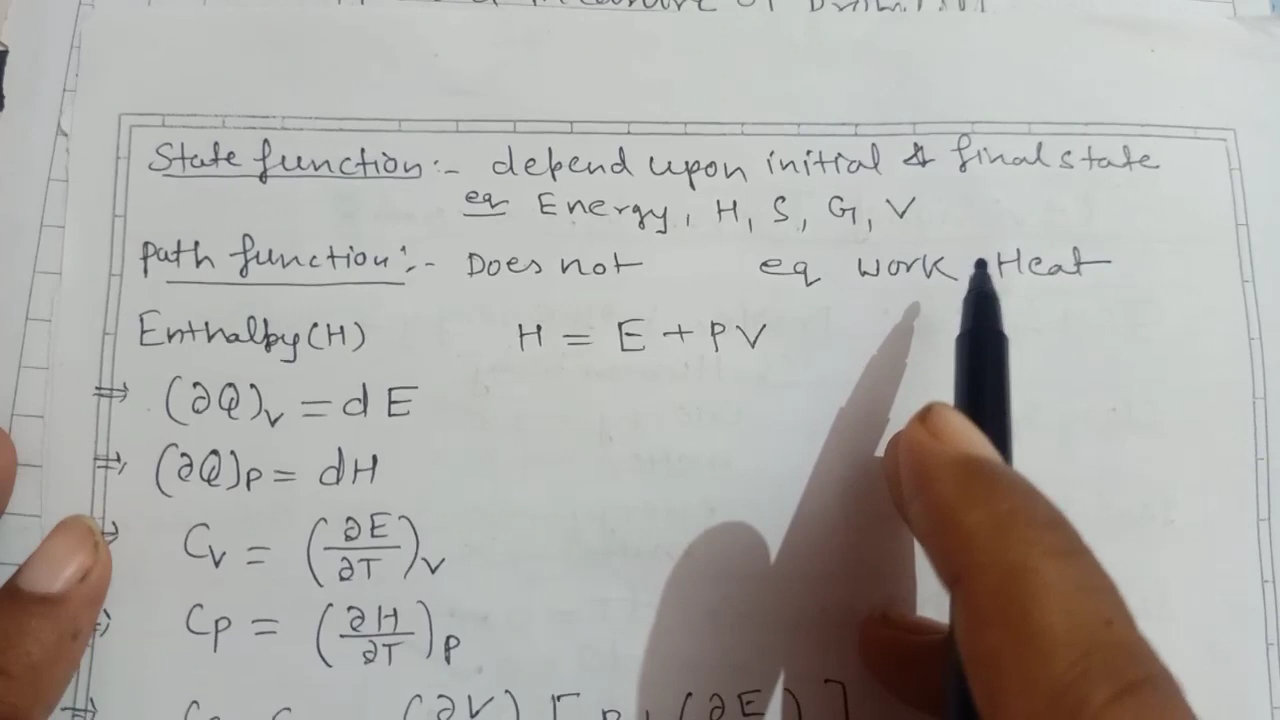 State function:- depend upon initial & final state
eg Energy, H, S, G, V
Path function:- Does not eg work, Heat
Enthalpy(H) H = E + PV
⇒ (∂Q)v = dE
⇒ (∂Q)P = dH
⇒ Cv = (∂E/∂T)v
⇒ Cp = (∂H/∂T)p